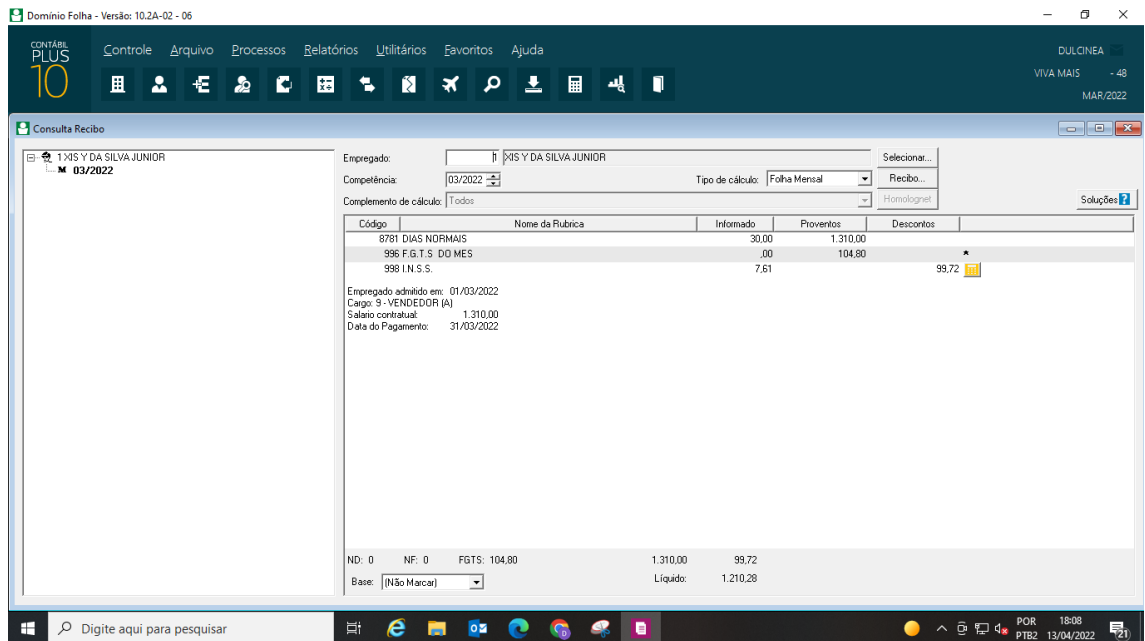 Domínio Folha - Versão: 10.2A-02 - 06
CONTÁBIL
PLUS
10
Controle Arquivo Processos Relatórios Utilitários Favoritos Ajuda
DULCINEA
VIVA MAIS - 48
MAR/2022
Consulta Recibo
1 XIS Y DA SILVA JUNIOR
M 03/2022
Empregado: 1 XIS Y DA SILVA JUNIOR Selecionar...
Competência: 03/2022 Tipo de cálculo: Folha Mensal Recibo...
Complemento de cálculo: Todos Homolognet
Soluções ?
Código Nome da Rubrica Informado Proventos Descontos
8781 DIAS NORMAIS 30,00 1.310,00
996 F.G.T.S DO MES ,00 104,80 *
998 I.N.S.S. 7,61 99,72
Empregado admitido em: 01/03/2022
Cargo: 9 - VENDEDOR (A)
Salario contratual: 1.310,00
Data do Pagamento: 31/03/2022
ND: 0 NF: 0 FGTS: 104,80 1.310,00 99,72
Base: (Não Marcar) Líquido: 1.210,28
Digite aqui para pesquisar
POR 18:08
PTB2 13/04/2022
21